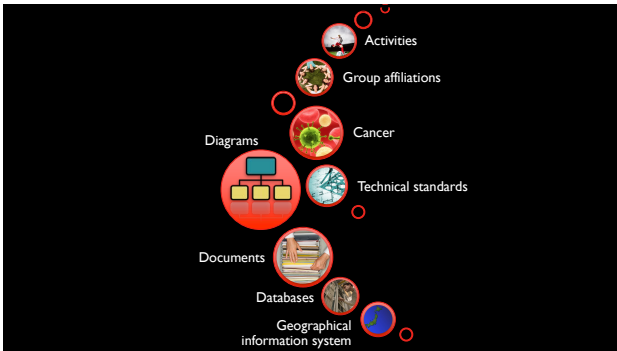 Activities
Group affiliations
Cancer
Diagrams
Technical standards
Documents
Databases
Geographical
information system